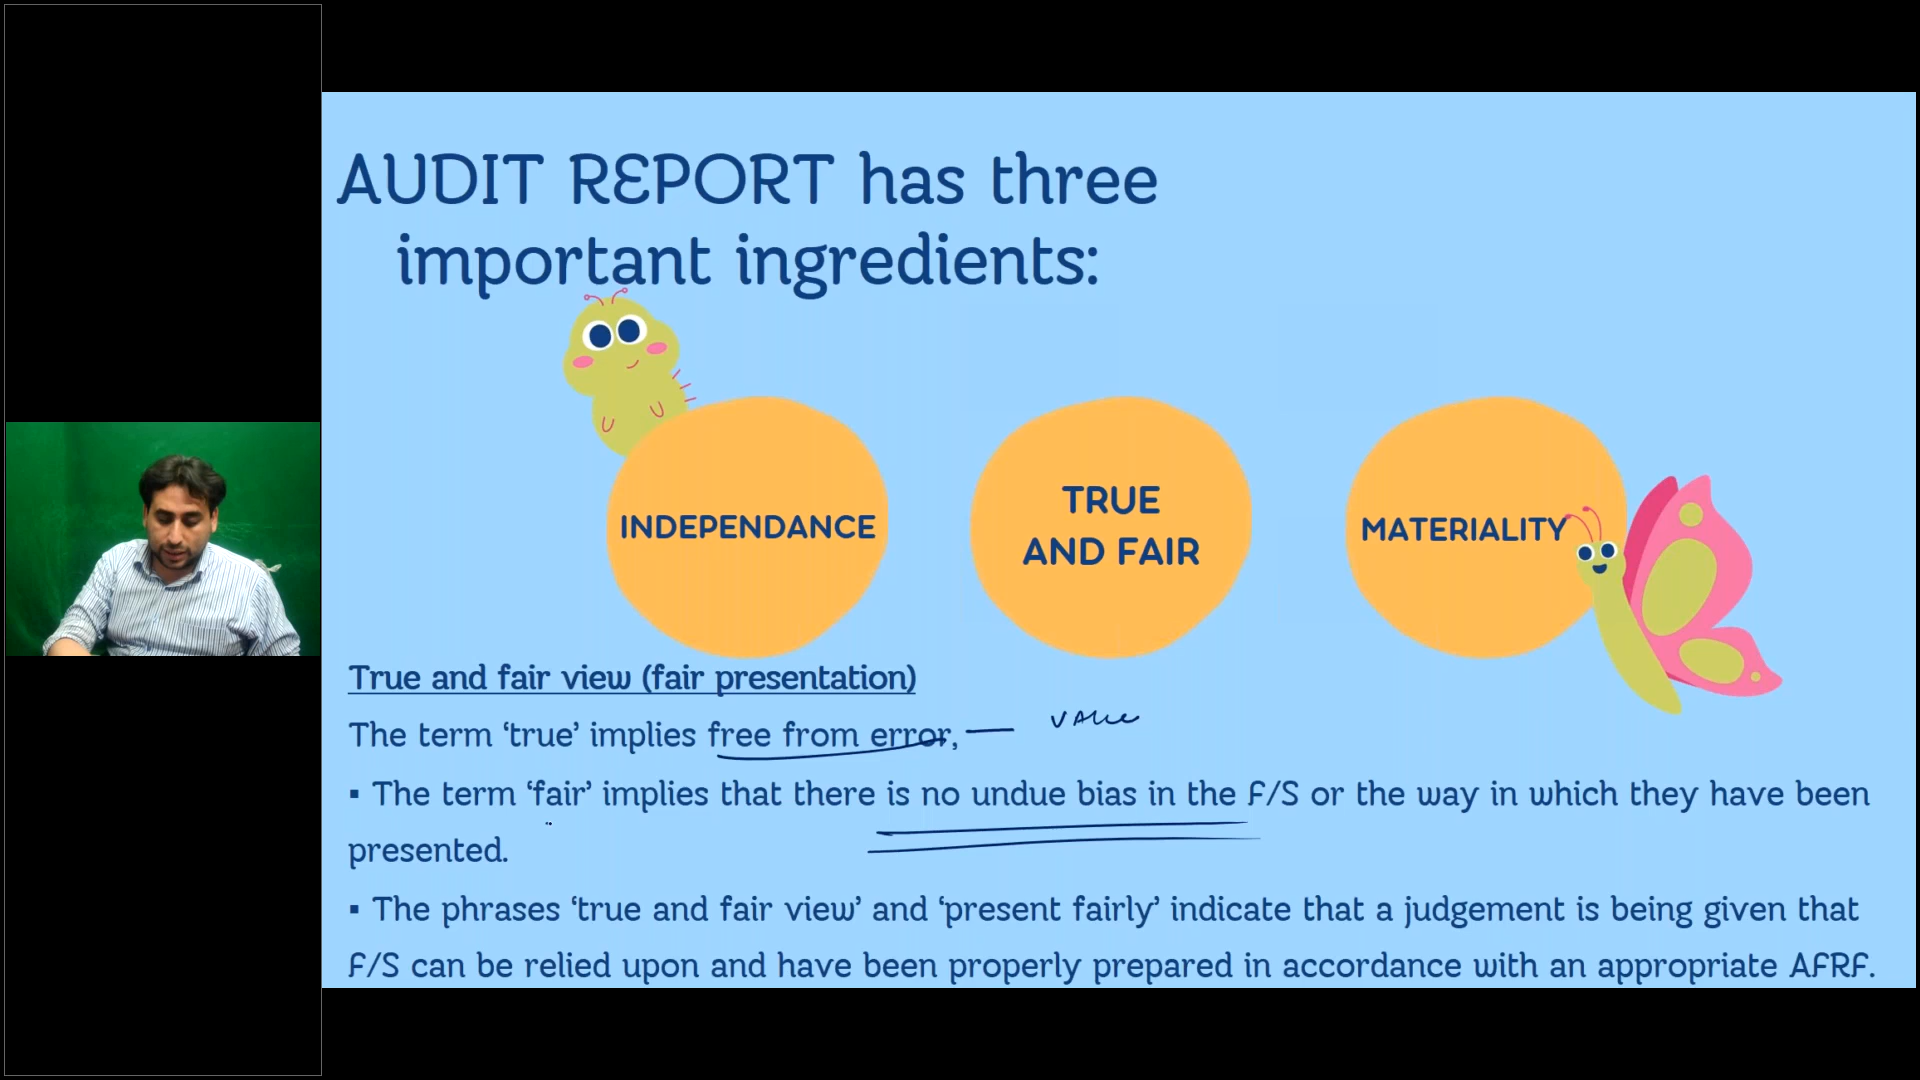 AUDIT REPORT has three
important ingredients:
INDEPENDANCE
TRUE
AND FAIR
MATERIALITY
True and fair view (fair presentation)
The term ‘true’ implies free from error, — value
▪ The term ‘fair’ implies that there is no undue bias in the F/S or the way in which they have been
presented.
▪ The phrases ‘true and fair view’ and ‘present fairly’ indicate that a judgement is being given that
F/S can be relied upon and have been properly prepared in accordance with an appropriate AFRF.